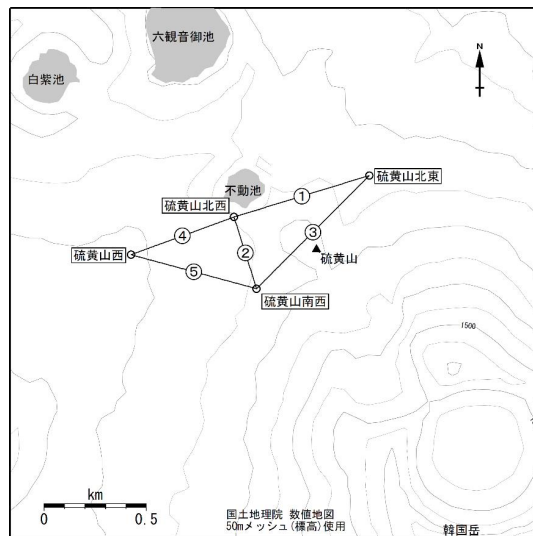 六観音御池
白紫池
N
不動池
①
硫黄山北東
硫黄山北西
③
④
②
硫黄山
硫黄山西
⑤
硫黄山南西
1500
km
0
0.5
国土地理院 数値地図
50mメッシュ(標高)使用
韓国岳